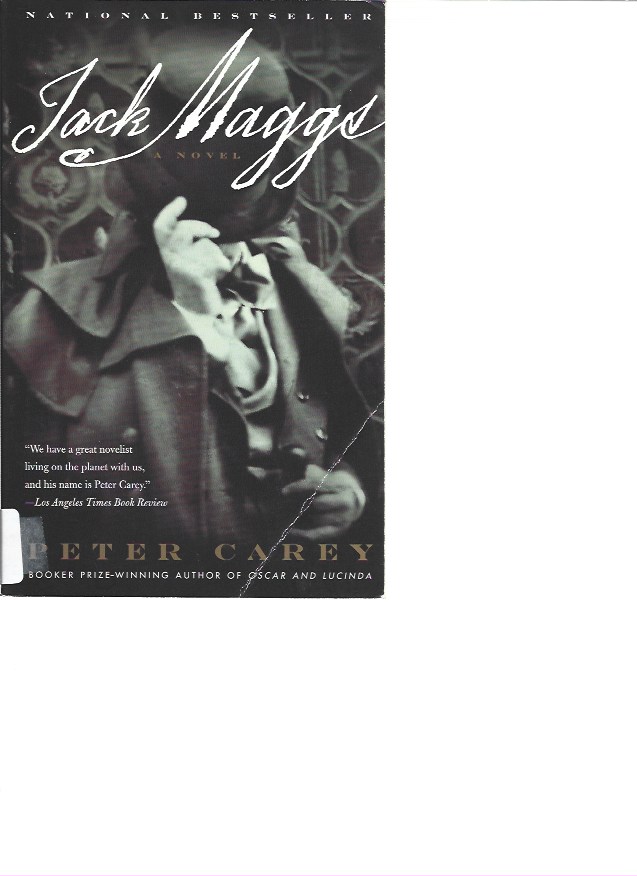 NATIONAL BESTSELLER
Jack Maggs
A NOVEL
"We have a great novelist
living on the planet with us,
and his name is Peter Carey."
—Los Angeles Times Book Review
PETER CAREY
BOOKER PRIZE-WINNING AUTHOR OF OSCAR AND LUCINDA